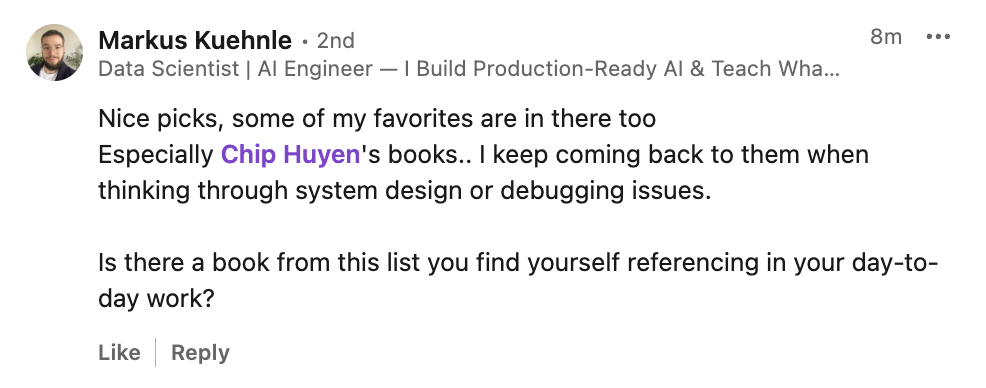 Markus Kuehnle • 2nd
8m •••
Data Scientist | AI Engineer — I Build Production-Ready AI & Teach Wha...
Nice picks, some of my favorites are in there too
Especially Chip Huyen's books.. I keep coming back to them when
thinking through system design or debugging issues.
Is there a book from this list you find yourself referencing in your day-to-
day work?
Like | Reply